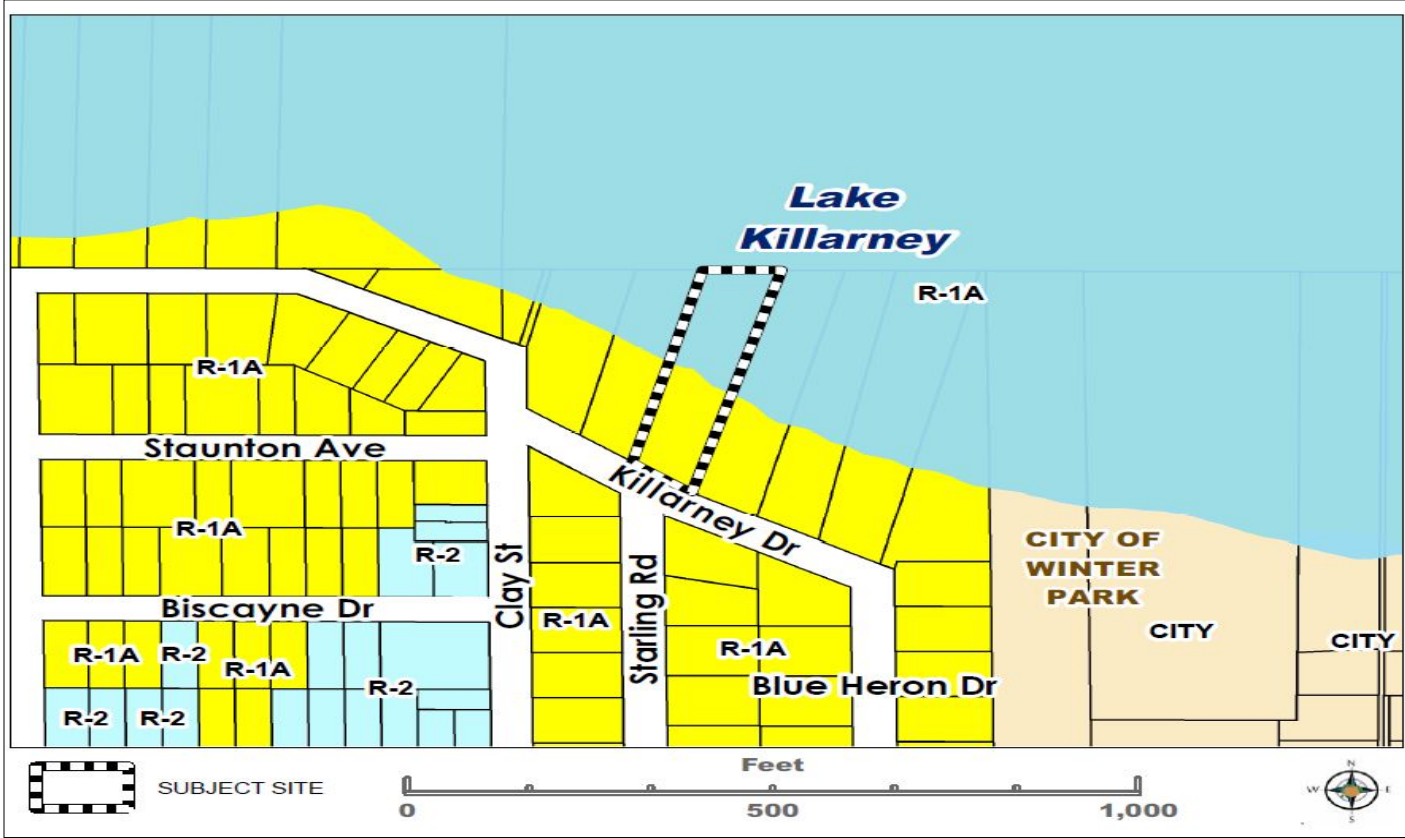 Lake
Killarney
R-1A
R-1A
Staunton Ave
Killarney Dr
R-1A
R-2
CITY OF
WINTER
PARK
Clay St
Biscayne Dr
Starling Rd
R-1A
CITY
CITY
R-1A
R-2
R-1A
R-1A
R-2
Blue Heron Dr
R-2
R-2
SUBJECT SITE
Feet
0
500
1,000
N
W
E
S